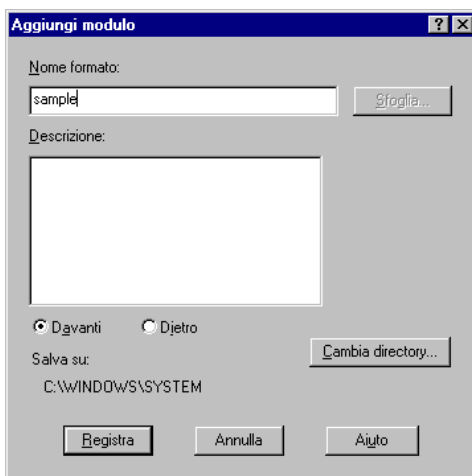 Aggiungi modulo
Nome formato:
sample
Sfoglia...
Descrizione:
Davanti Dietro
Cambia directory...
Salva su:
C:\WINDOWS\SYSTEM
Registra Annulla Aiuto